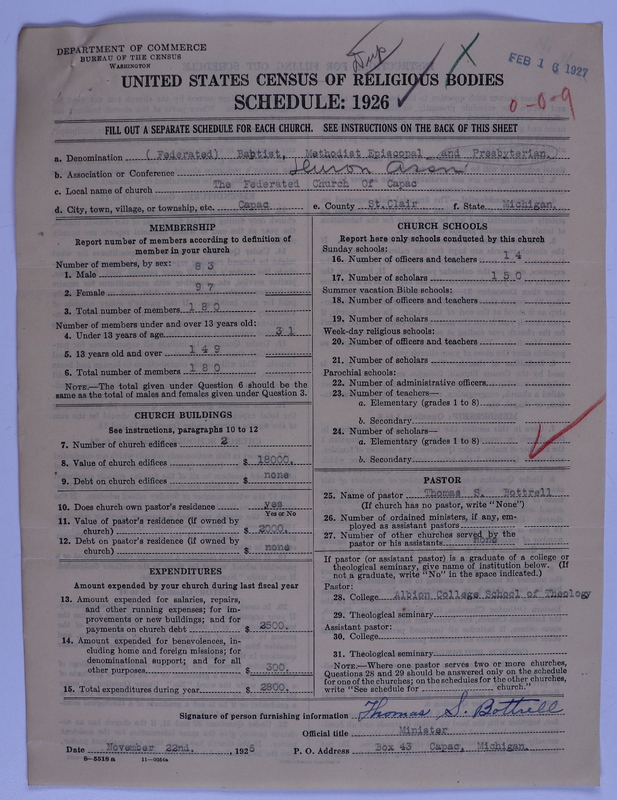 DEPARTMENT OF COMMERCE
BUREAU OF THE CENSUS
WASHINGTON
Dup
X
FEB 16 1927
UNITED STATES CENSUS OF RELIGIOUS BODIES
SCHEDULE: 1926
0-0-9
FILL OUT A SEPARATE SCHEDULE FOR EACH CHURCH. SEE INSTRUCTIONS ON THE BACK OF THIS SHEET
a. Denomination (Federated) Baptist, Methodist Episcopal and Presbyterian.
b. Association or Conference Huron Assn
c. Local name of church The Federated Church Of Capac
d. City, town, village, or township, etc. Capac e. County St.Clair f. State Michigan.
MEMBERSHIP
Report number of members according to definition of
member in your church
Number of members, by sex:
1. Male 83
2. Female 97
3. Total number of members 180
Number of members under and over 13 years old:
4. Under 13 years of age 31
5. 13 years old and over 149
6. Total number of members 180
NOTE.—The total given under Question 6 should be the
same as the total of males and females given under Question 3.
CHURCH BUILDINGS
See instructions, paragraphs 10 to 12
7. Number of church edifices 2
8. Value of church edifices $ 18000.
9. Debt on church edifices $ none
10. Does church own pastor's residence yes
Yes or No
11. Value of pastor's residence (if owned by
church) $ 3000.
12. Debt on pastor's residence (if owned by
church) $ none
EXPENDITURES
Amount expended by your church during last fiscal year
13. Amount expended for salaries, repairs,
and other running expenses; for im-
provements or new buildings; and for
payments on church debt $ 2500.
14. Amount expended for benevolences, in-
cluding home and foreign missions; for
denominational support; and for all
other purposes $ 300.
15. Total expenditures during year $ 2800.
CHURCH SCHOOLS
Report here only schools conducted by this church
Sunday schools:
16. Number of officers and teachers 14
17. Number of scholars 150
Summer vacation Bible schools:
18. Number of officers and teachers
19. Number of scholars
Week-day religious schools:
20. Number of officers and teachers
21. Number of scholars
Parochial schools:
22. Number of administrative officers
23. Number of teachers—
a. Elementary (grades 1 to 8)
b. Secondary
24. Number of scholars—
a. Elementary (grades 1 to 8)
b. Secondary
PASTOR
25. Name of pastor Thomas S. Bottrell
(If church has no pastor, write "None")
26. Number of ordained ministers, if any, em-
ployed as assistant pastors
27. Number of other churches served by the
pastor or his assistants None
If pastor (or assistant pastor) is a graduate of a college or
theological seminary, give name of institution below. (If
not a graduate, write "No" in the space indicated.)
Pastor:
28. College Albion College School of Theology
29. Theological seminary
Assistant pastor:
30. College
31. Theological seminary
NOTE.—Where one pastor serves two or more churches,
Questions 28 and 29 should be answered only on the schedule
for one of the churches; on the schedules for the other churches,
write "See schedule for church."
Signature of person furnishing information Thomas S. Bottrell
Official title Minister
Date November 22nd. , 1926 P. O. Address Box 43 Capac, Michigan.
8-5518a